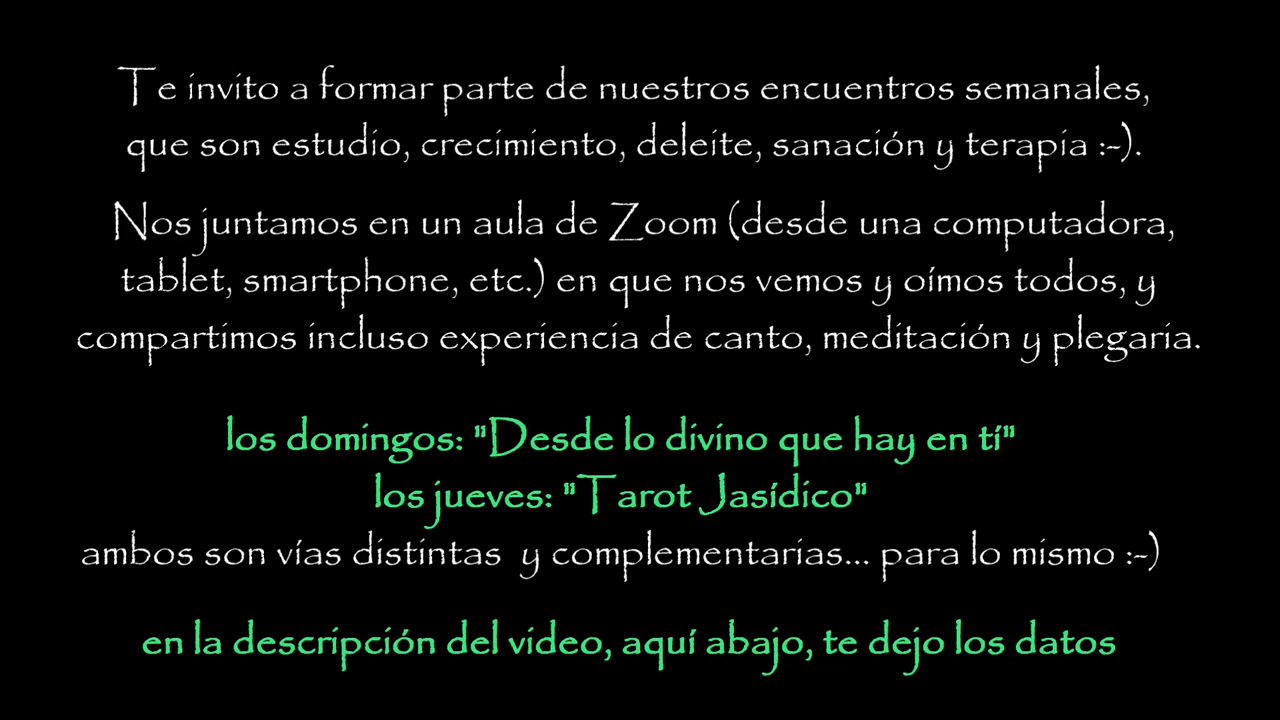 Te invito a formar parte de nuestros encuentros semanales,
que son estudio, crecimiento, deleite, sanación y terapia :-).
Nos juntamos en un aula de Zoom (desde una computadora,
tablet, smartphone, etc.) en que nos vemos y oímos todos, y
compartimos incluso experiencia de canto, meditación y plegaria.
los domingos: "Desde lo divino que hay en tí"
los jueves: "Tarot Jasídico"
ambos son vías distintas y complementarias... para lo mismo :-)
en la descripción del video, aquí abajo, te dejo los datos